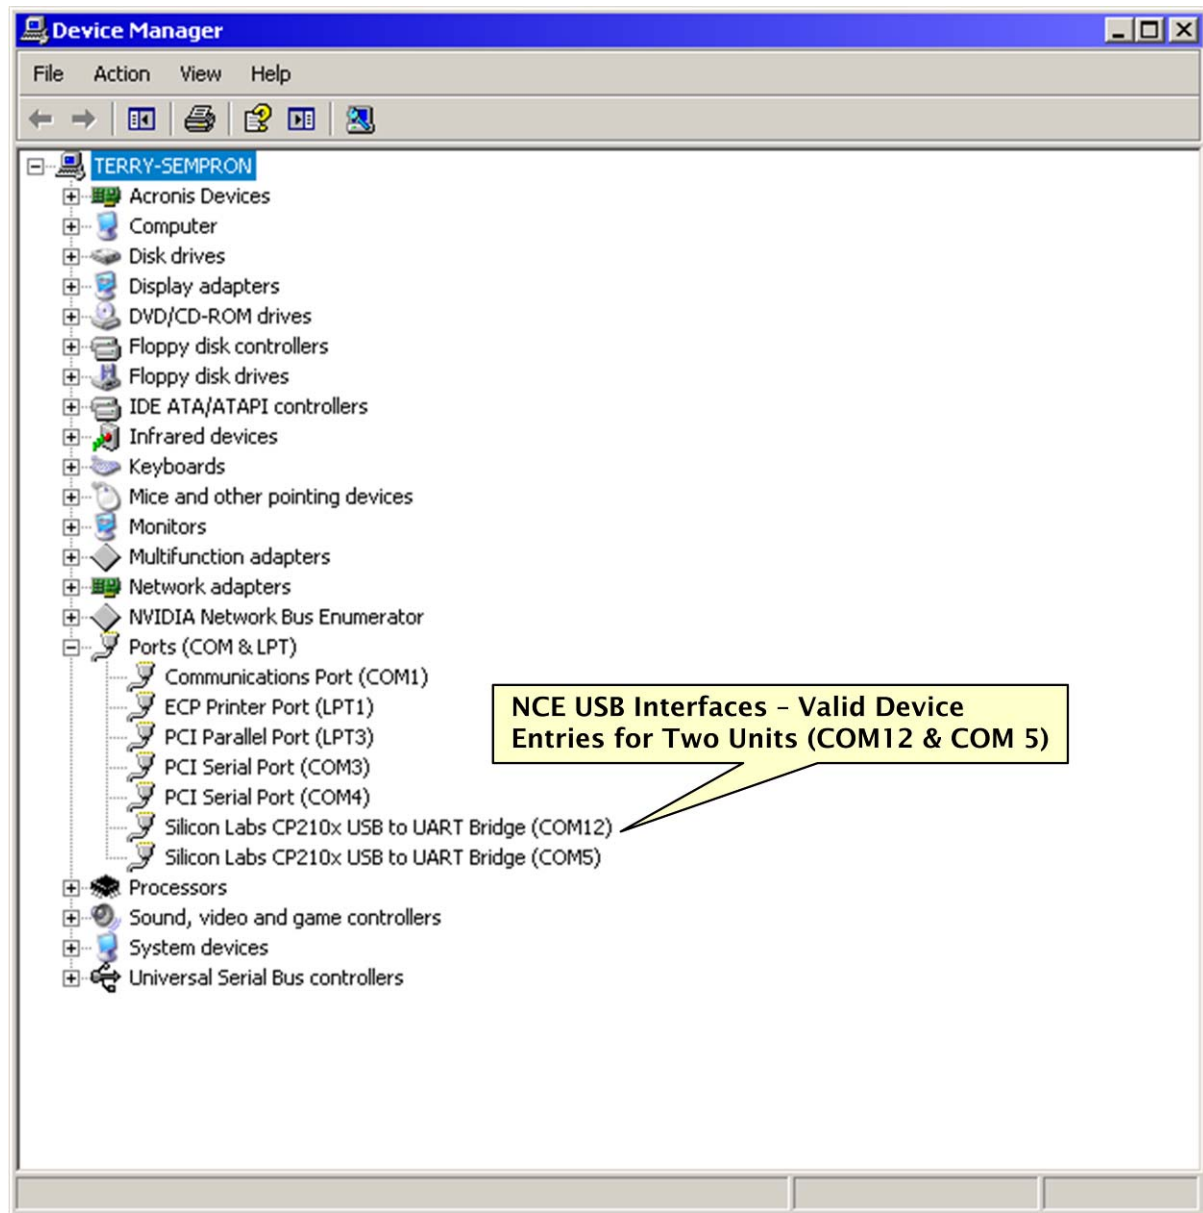 Device Manager
File Action View Help
TERRY-SEMPRON
Acronis Devices
Computer
Disk drives
Display adapters
DVD/CD-ROM drives
Floppy disk controllers
Floppy disk drives
IDE ATA/ATAPI controllers
Infrared devices
Keyboards
Mice and other pointing devices
Monitors
Multifunction adapters
Network adapters
NVIDIA Network Bus Enumerator
Ports (COM & LPT)
Communications Port (COM1)
ECP Printer Port (LPT1)
PCI Parallel Port (LPT3)
PCI Serial Port (COM3)
PCI Serial Port (COM4)
Silicon Labs CP210x USB to UART Bridge (COM12)
Silicon Labs CP210x USB to UART Bridge (COM5)
NCE USB Interfaces – Valid Device
Entries for Two Units (COM12 & COM 5)
Processors
Sound, video and game controllers
System devices
Universal Serial Bus controllers